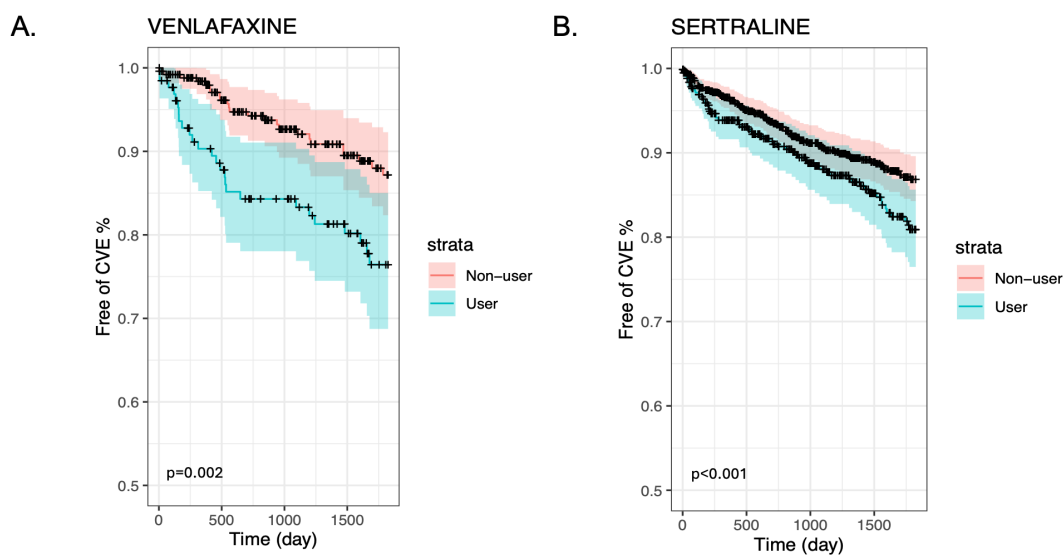 A.
VENLAFAXINE
Free of CVE %
1.0
0.9
0.8
0.7
0.6
0.5
p=0.002
0
500
1000
1500
Time (day)
strata
Non-user
User
B.
SERTRALINE
Free of CVE %
1.0
0.9
0.8
0.7
0.6
0.5
p<0.001
0
500
1000
1500
Time (day)
strata
Non-user
User